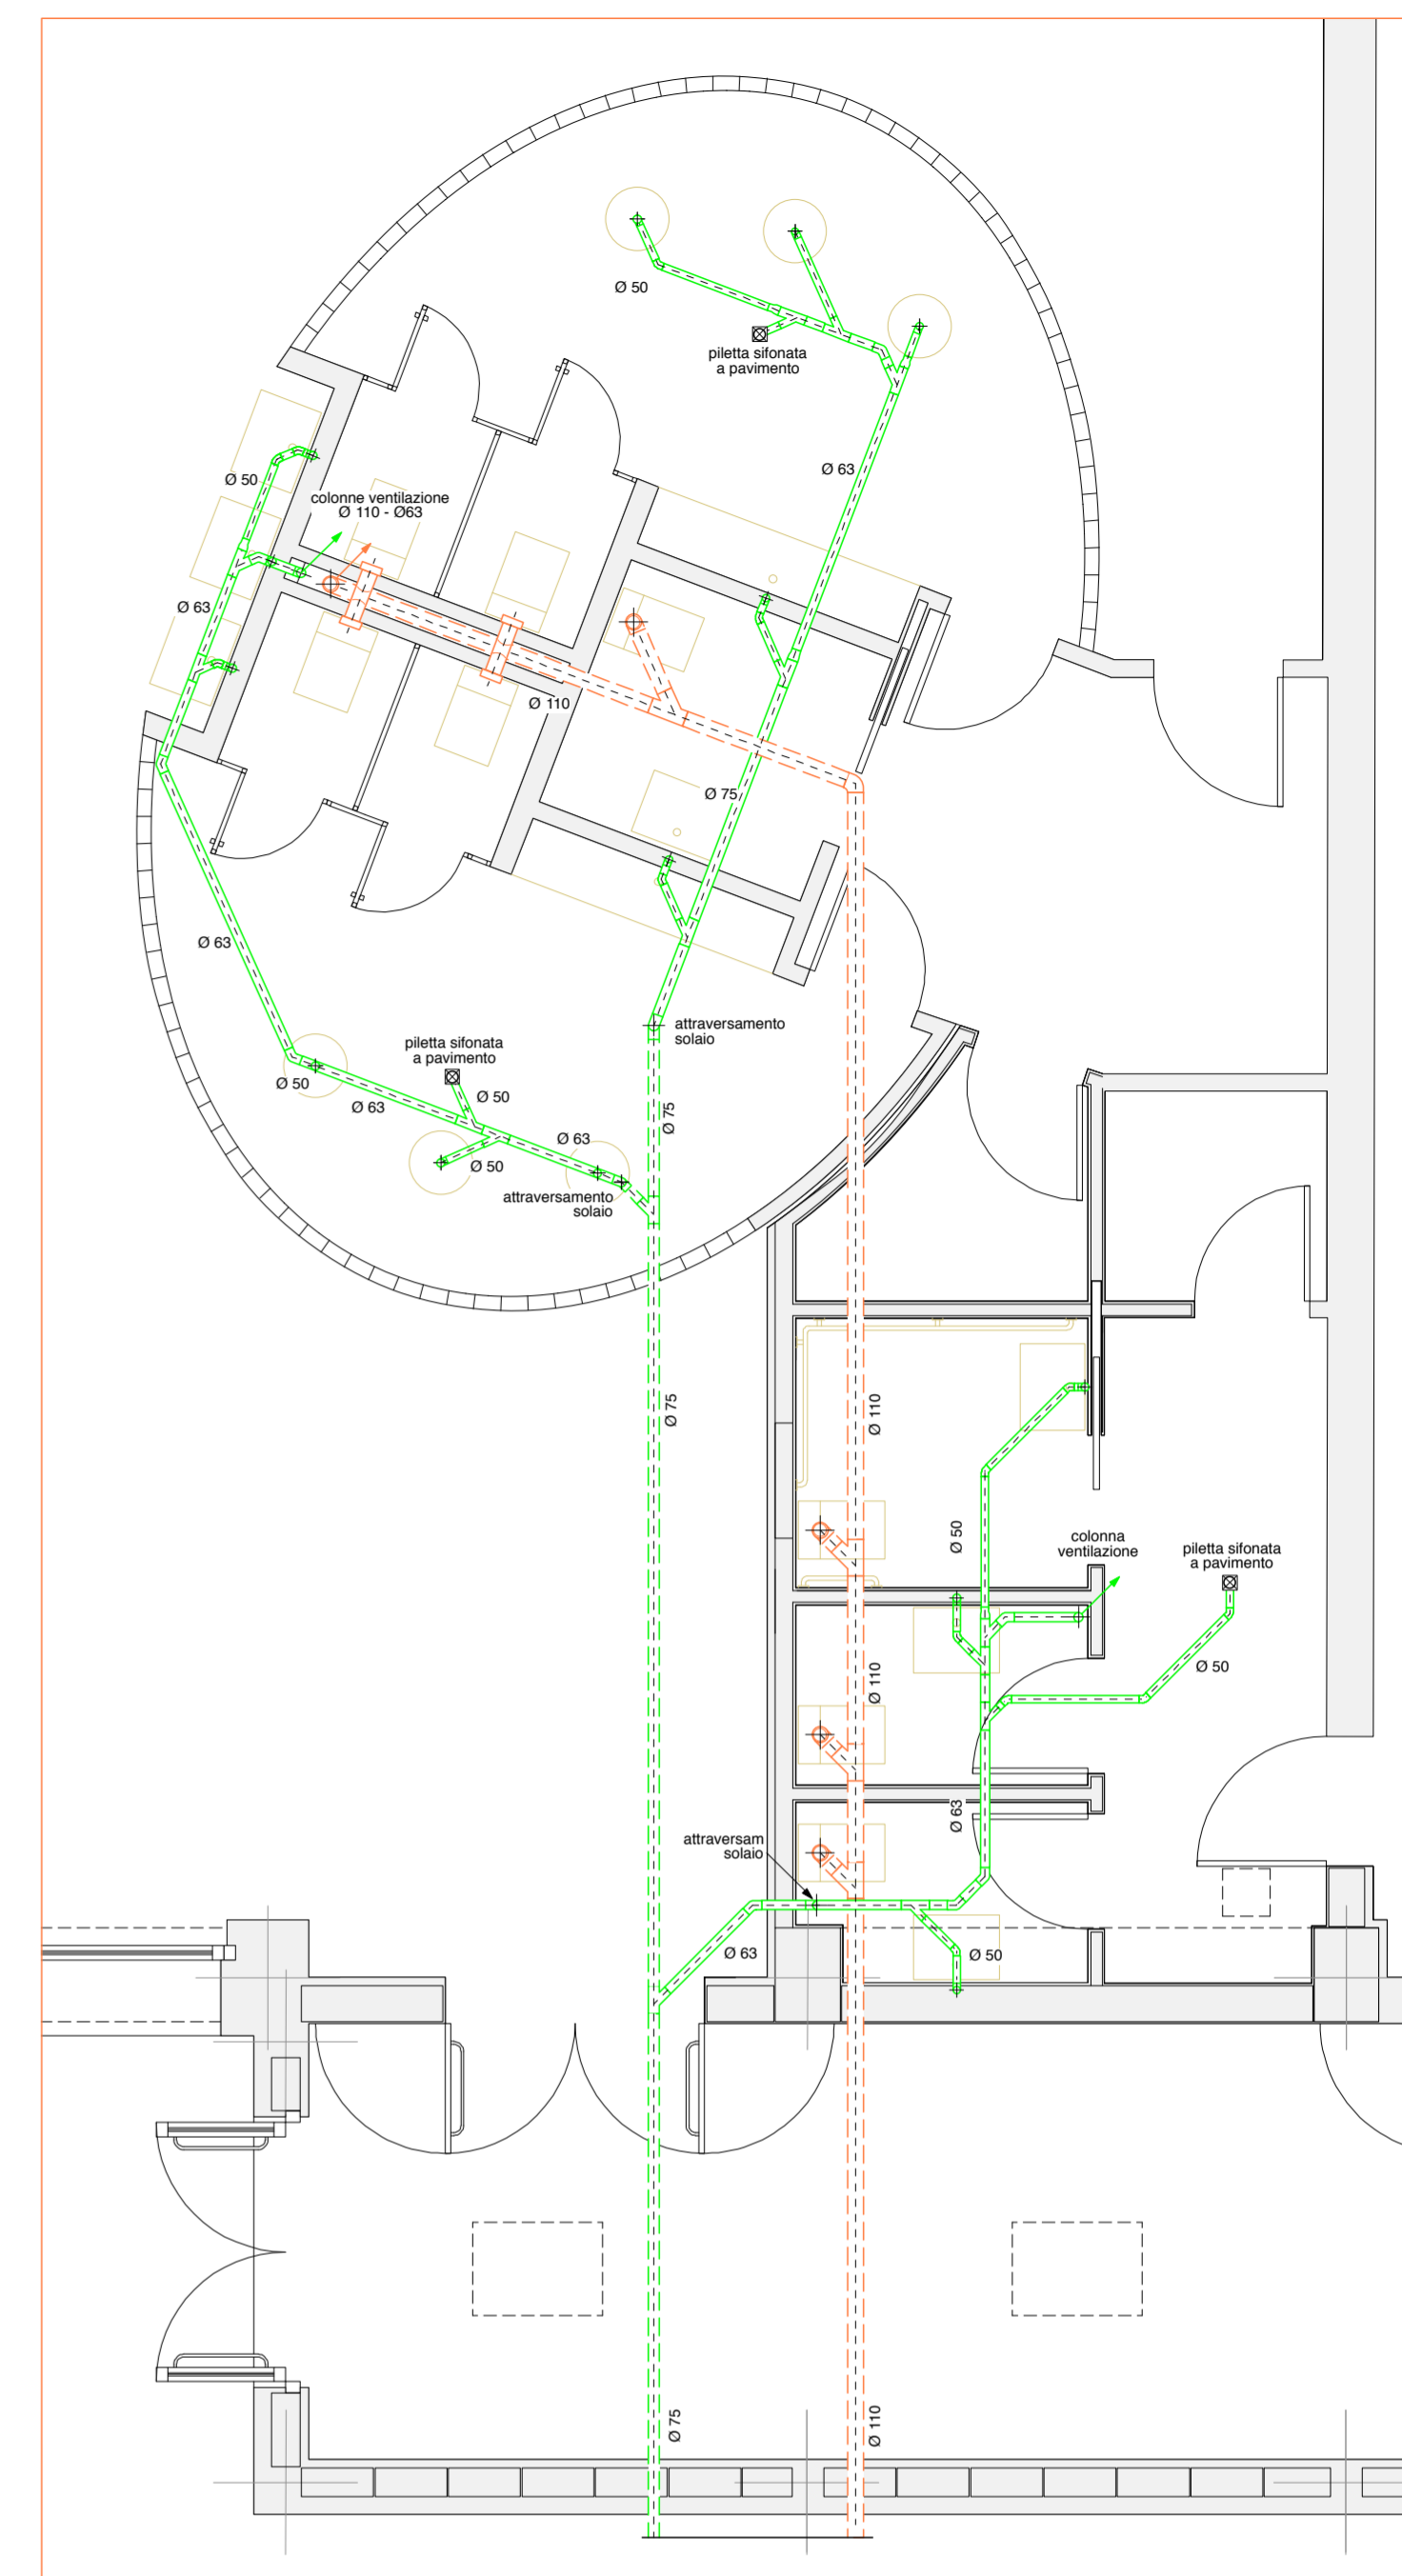 Ø 50
piletta sifonata
a pavimento
Ø 63
Ø 50
colonne ventilazione
Ø 110 - Ø63
Ø 63
Ø 110
Ø 75
Ø 63
attraversamento
solaio
piletta sifonata
a pavimento
Ø 50
Ø 50
Ø 63
Ø 75
Ø 63
Ø 50
attraversamento
solaio
Ø 75
Ø 110
Ø 50
colonna
ventilazione
piletta sifonata
a pavimento
Ø 110
Ø 50
Ø 63
attraversam
solaio
Ø 63
Ø 50
Ø 75
Ø 110